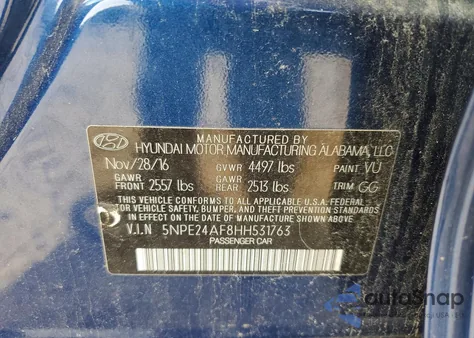 MANUFACTURED BY
HYUNDAI MOTOR MANUFACTURING ALABAMA, LLC
Nov/28/16 GVWR 4497 lbs PAINT VU
GAWR FRONT 2557 lbs GAWR REAR 2513 lbs TRIM GG
THIS VEHICLE CONFORMS TO ALL APPLICABLE U.S. FEDERAL
MOTOR VEHICLE SAFETY, BUMPER, AND THEFT PREVENTION
STANDARDS IN EFFECT ON THE DATE OF MANUFACTURE
SHOWN ABOVE.
V.I.N 5NPE24AF8HH531763
PASSENGER CAR
autoSnap